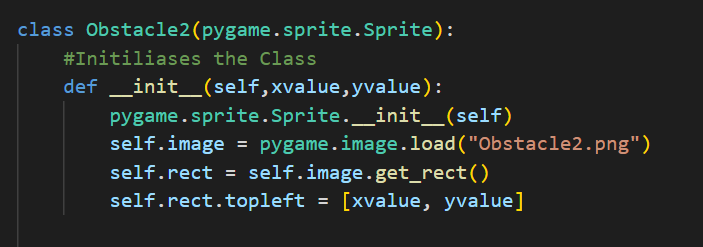 class Obstacle2(pygame.sprite.Sprite):
    #Initiliases the Class
    def __init__(self,xvalue,yvalue):
        pygame.sprite.Sprite.__init__(self)
        self.image = pygame.image.load("Obstacle2.png")
        self.rect = self.image.get_rect()
        self.rect.topleft = [xvalue, yvalue]